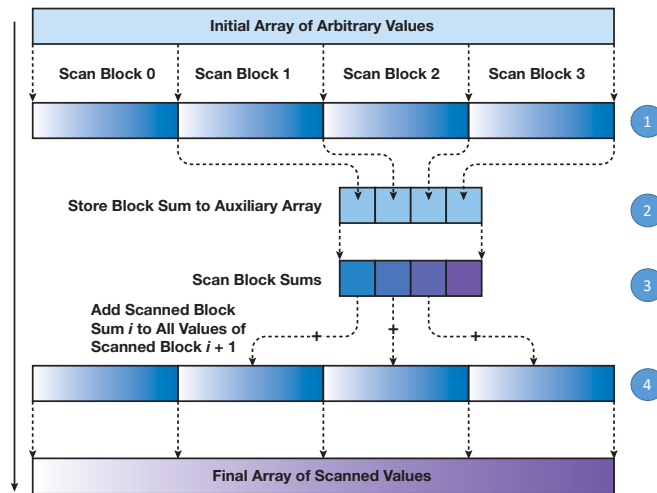 Initial Array of Arbitrary Values
Scan Block 0 Scan Block 1 Scan Block 2 Scan Block 3
1
Store Block Sum to Auxiliary Array
2
Scan Block Sums
3
Add Scanned Block
Sum i to All Values of
Scanned Block i + 1
+ + +
4
Final Array of Scanned Values